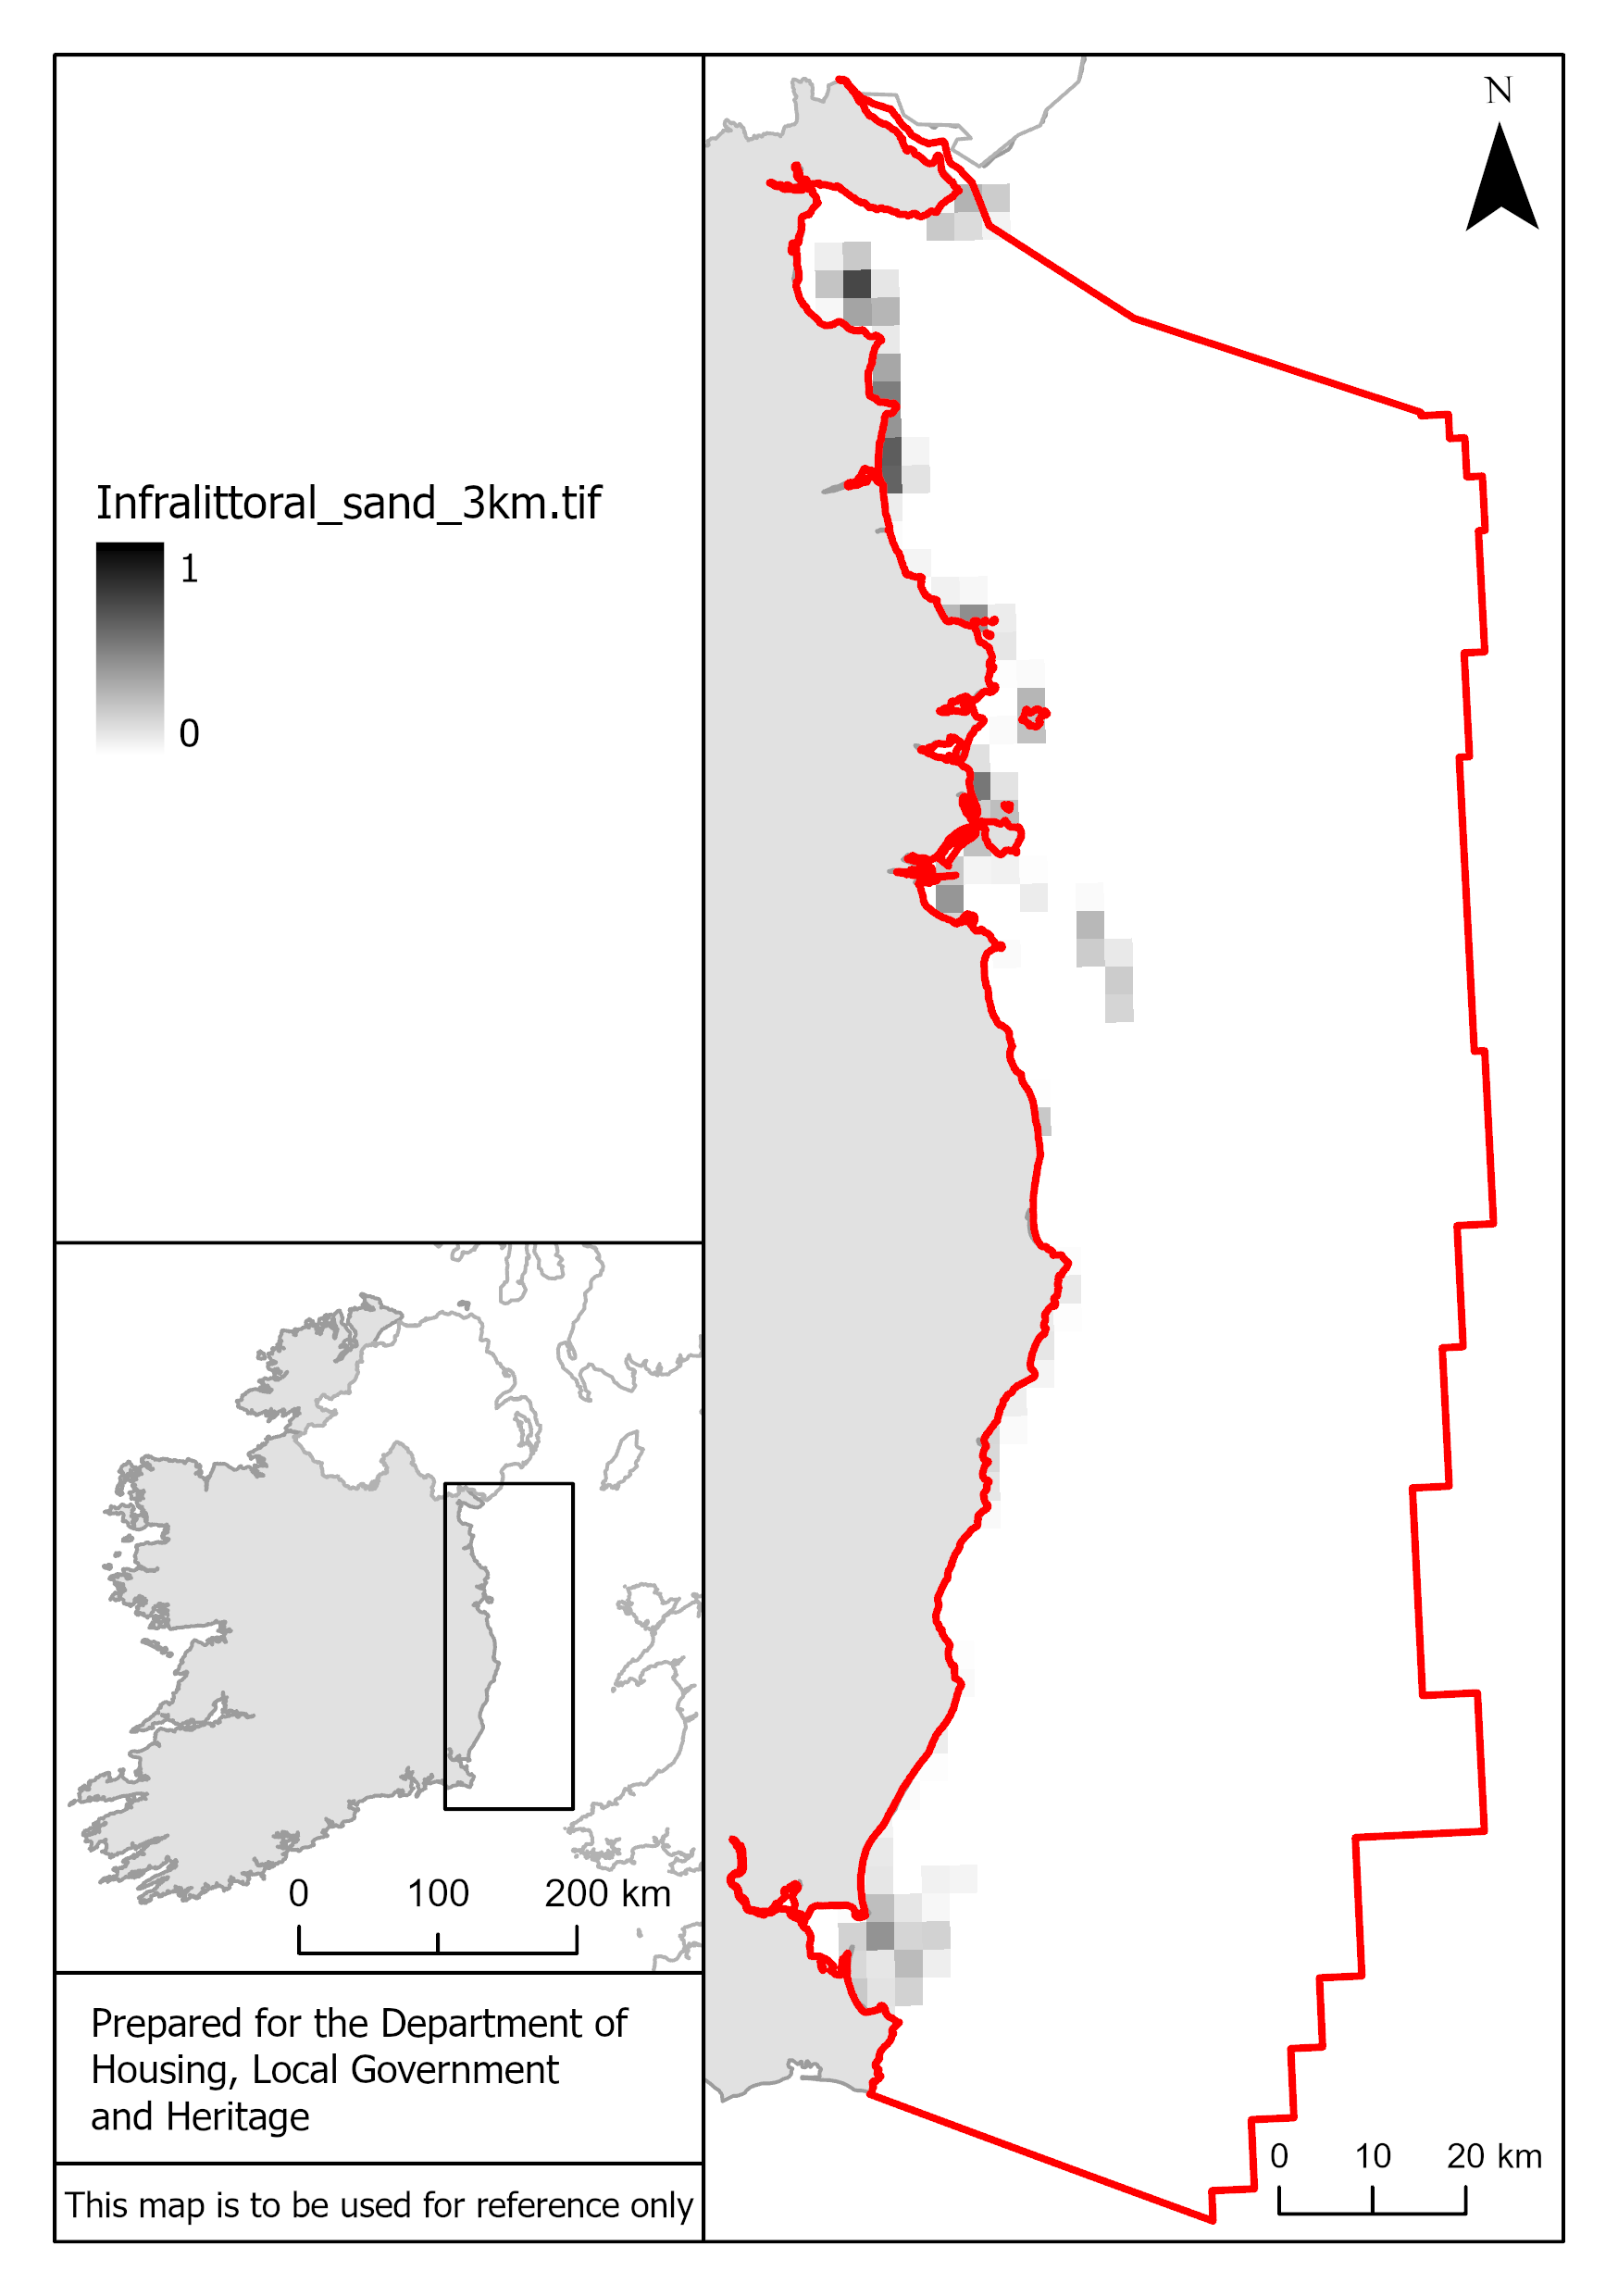 N
Infralittoral_sand_3km.tif
1
0
0 100 200 km
Prepared for the Department of
Housing, Local Government
and Heritage
This map is to be used for reference only
0 10 20 km